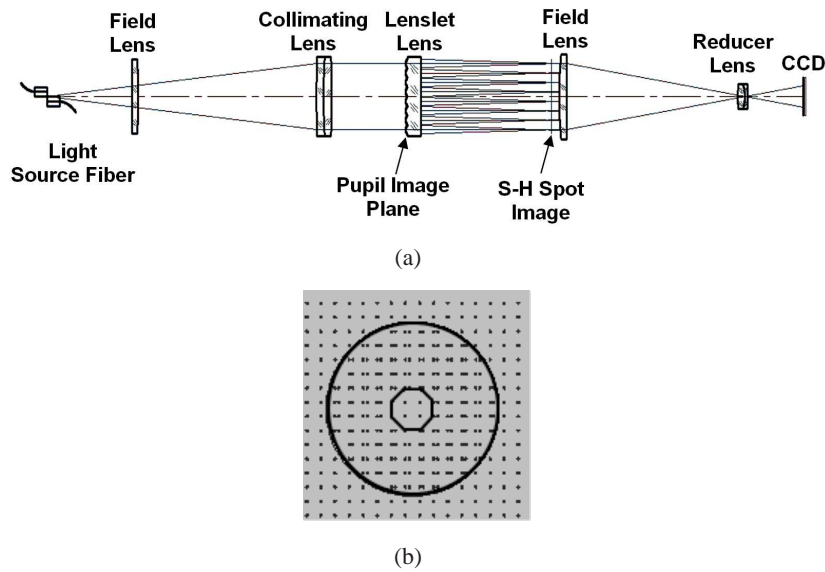 Field
Lens
Collimating
Lens
Lenslet
Lens
Field
Lens
Reducer
Lens
CCD
Light
Source Fiber
Pupil Image
Plane
S-H Spot
Image
(a)
(b)